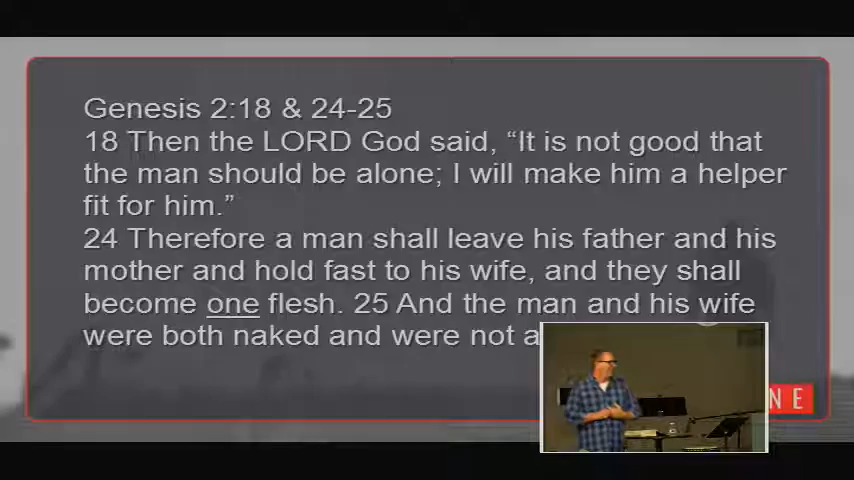 Genesis 2:18 & 24-25
18 Then the LORD God said, “It is not good that
the man should be alone; I will make him a helper
fit for him.”
24 Therefore a man shall leave his father and his
mother and hold fast to his wife, and they shall
become one flesh. 25 And the man and his wife
were both naked and were not a
N E